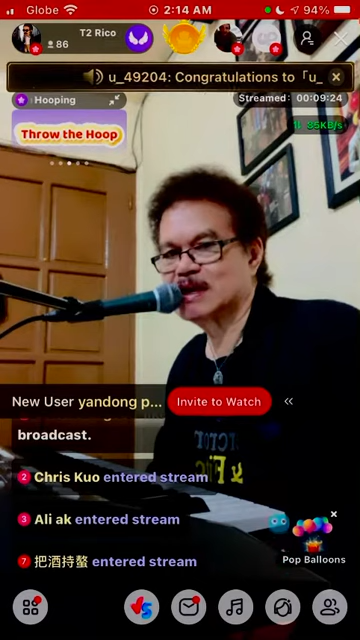 Globe 2:14 AM 94%
T2 Rico
86
u_49204: Congratulations to「u_
Hooping
Streamed: 00:09:24
Throw the Hoop
New User yandong p... Invite to Watch
broadcast.
2 Chris Kuo entered stream
3 Ali ak entered stream
7 把酒持螯 entered stream
Pop Balloons
VS